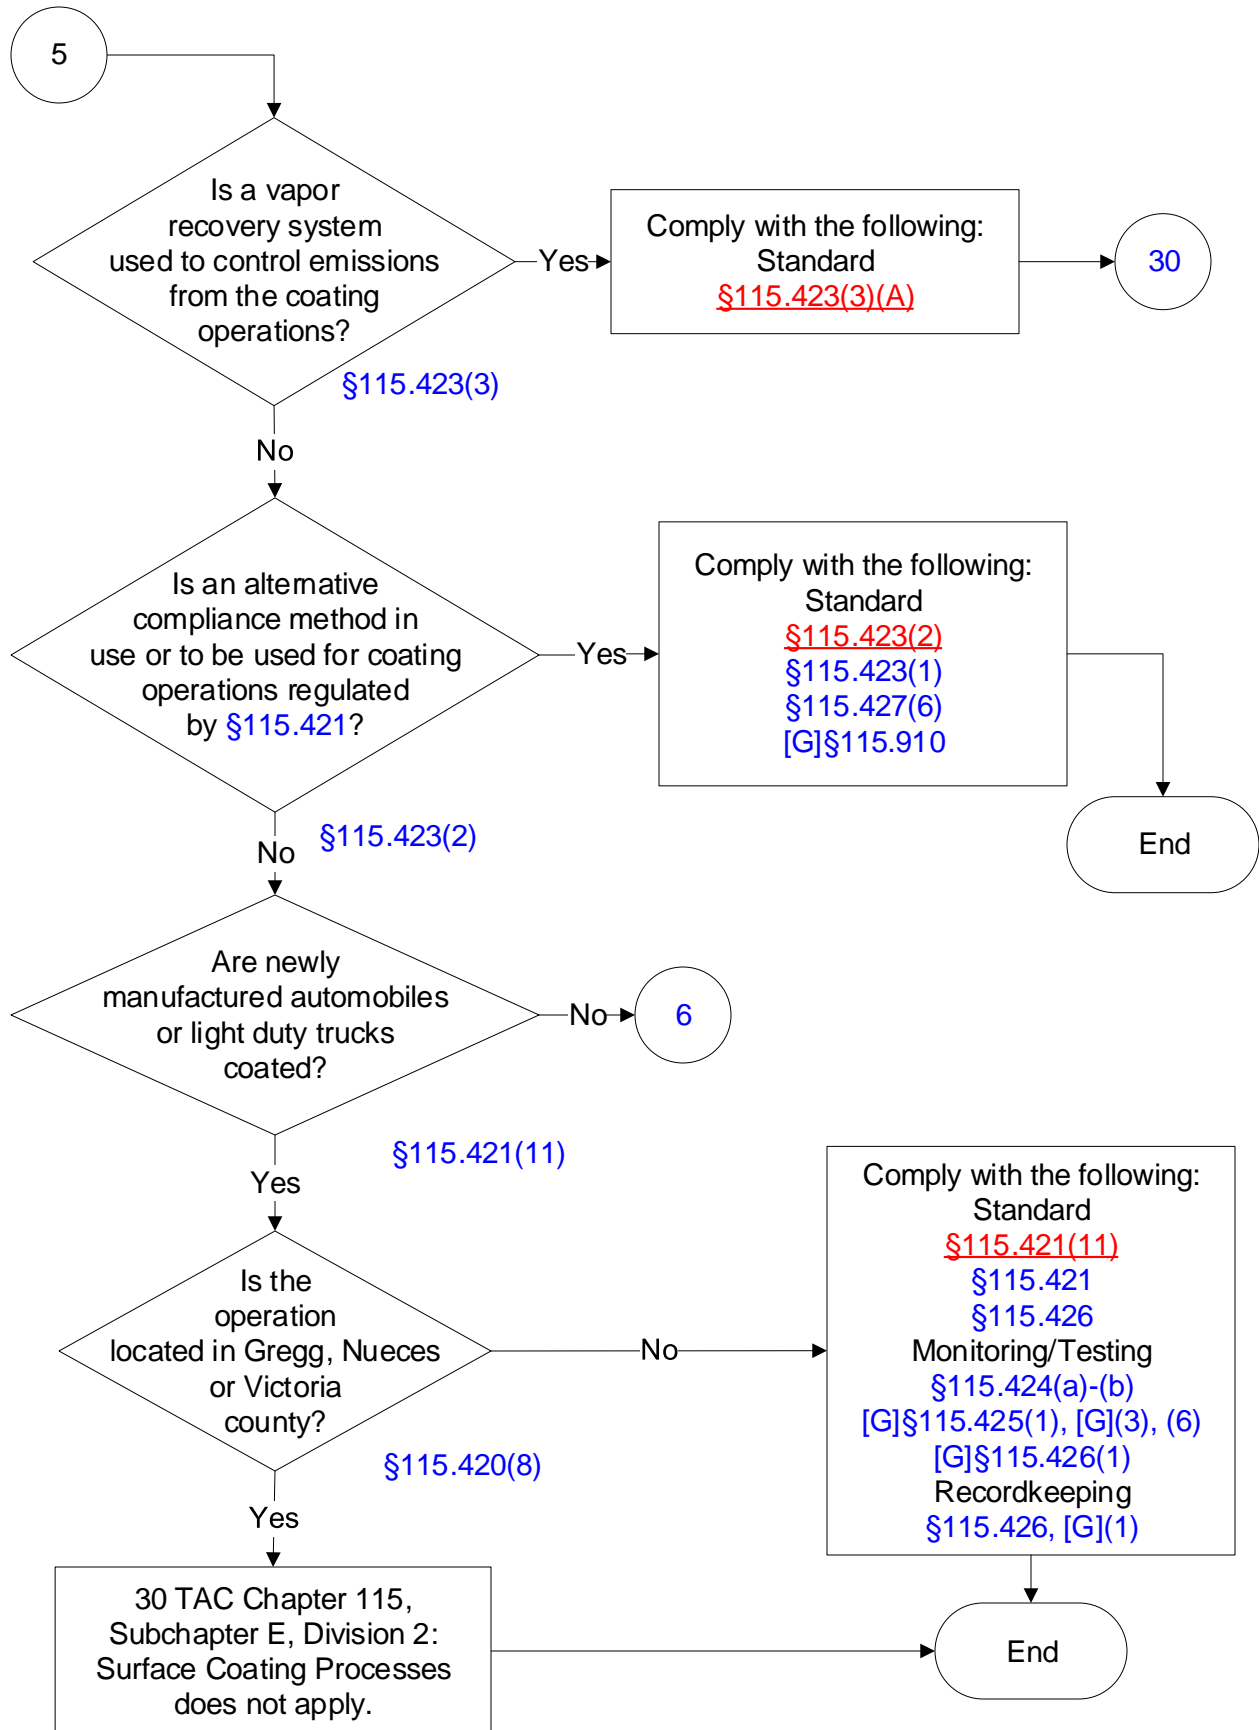 5
Is a vapor
recovery system
used to control emissions
from the coating
operations?
Yes
Comply with the following:
Standard
§115.423(3)(A)
30
§115.423(3)
No
Is an alternative
compliance method in
use or to be used for coating
operations regulated
by §115.421?
Yes
Comply with the following:
Standard
§115.423(2)
§115.423(1)
§115.427(6)
[G]§115.910
End
§115.423(2)
No
Are newly
manufactured automobiles
or light duty trucks
coated?
No
6
§115.421(11)
Yes
Is the
operation
located in Gregg, Nueces
or Victoria
county?
No
Comply with the following:
Standard
§115.421(11)
§115.421
§115.426
Monitoring/Testing
§115.424(a)-(b)
[G]§115.425(1), [G](3), (6)
[G]§115.426(1)
Recordkeeping
§115.426, [G](1)
§115.420(8)
Yes
30 TAC Chapter 115,
Subchapter E, Division 2:
Surface Coating Processes
does not apply.
End